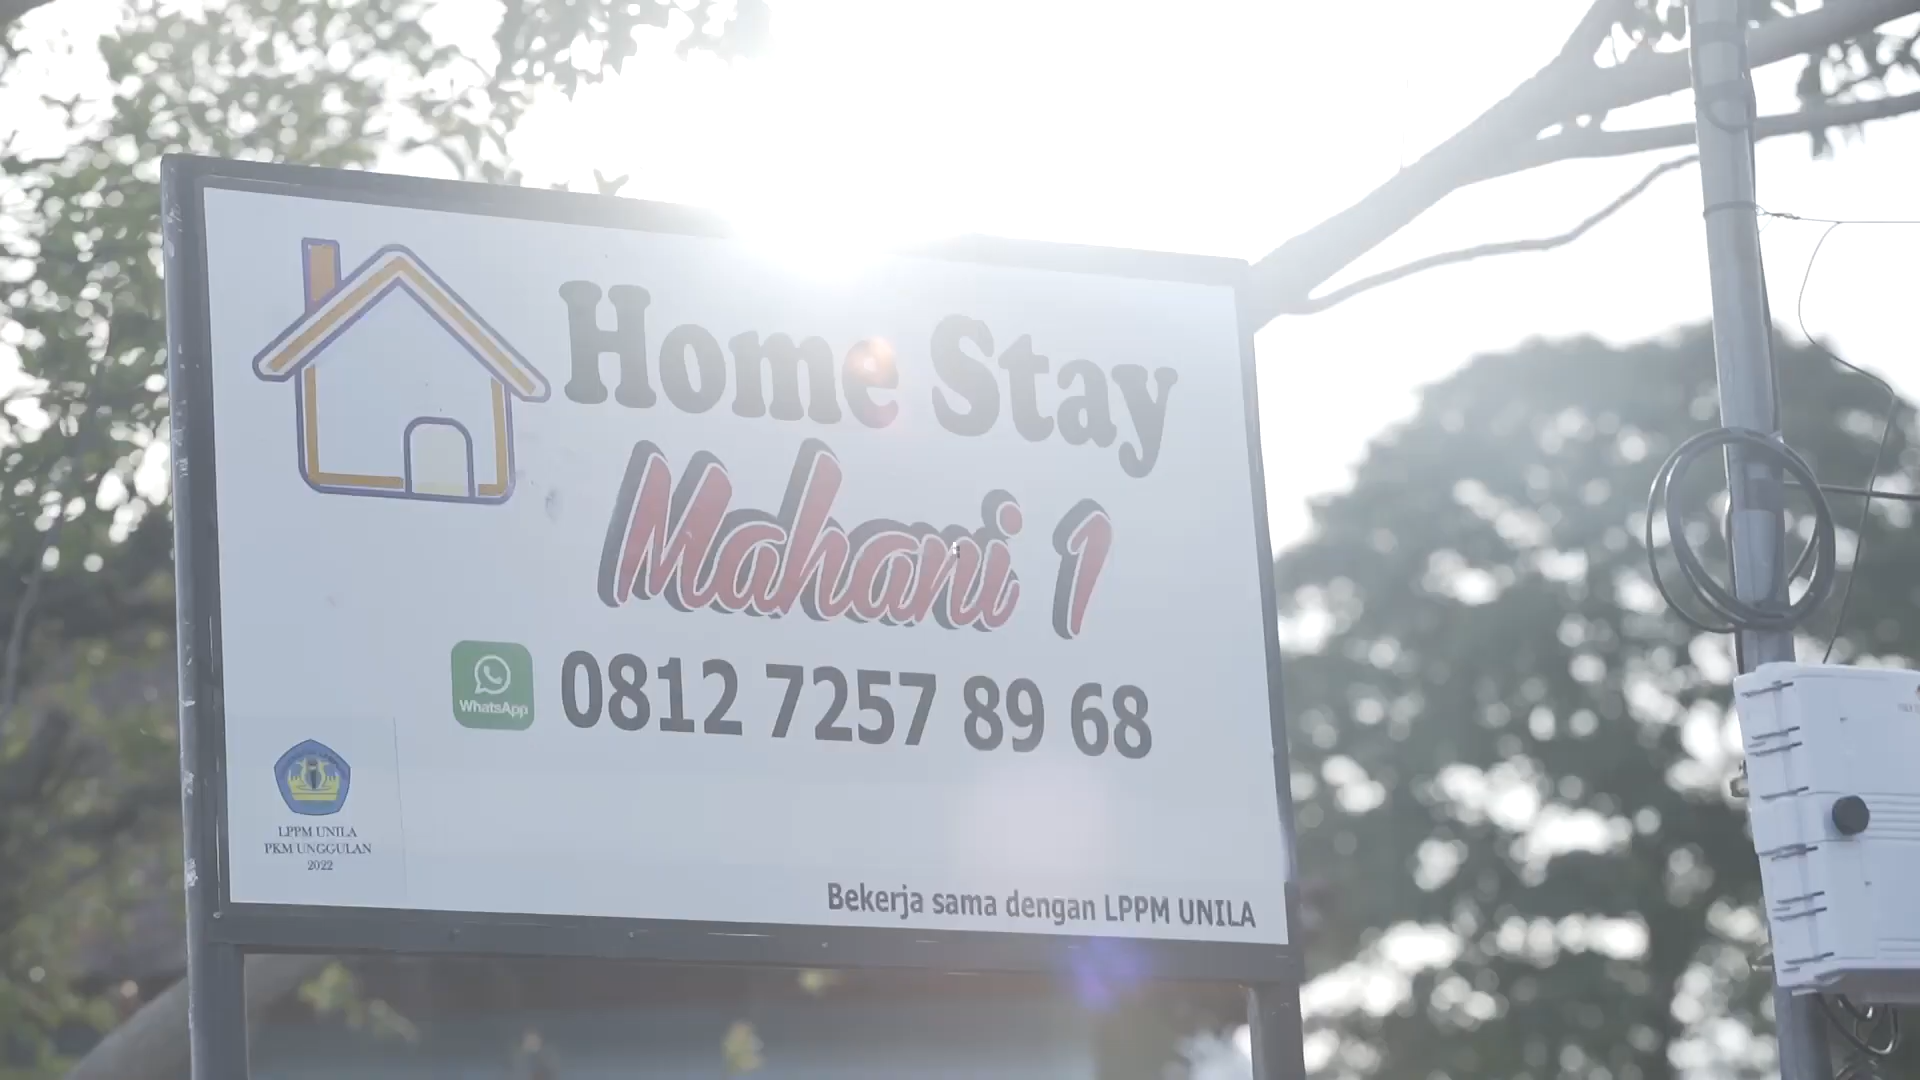 Home Stay
Mahani 1
WhatsApp
0812 7257 89 68
LPPM UNILA
PKM UNGGULAN
2022
Bekerja sama dengan LPPM UNILA